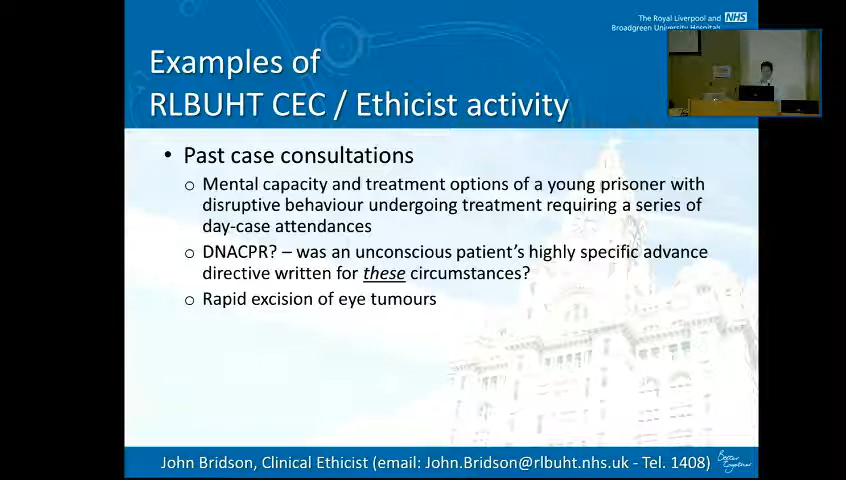 The Royal Liverpool and NHS
Broadgreen University Hospitals
Examples of
RLBUHT CEC / Ethicist activity
• Past case consultations
o Mental capacity and treatment options of a young prisoner with
disruptive behaviour undergoing treatment requiring a series of
day-case attendances
o DNACPR? – was an unconscious patient's highly specific advance
directive written for these circumstances?
o Rapid excision of eye tumours
John Bridson, Clinical Ethicist (email: John.Bridson@rlbuht.nhs.uk - Tel. 1408)
Better
Together